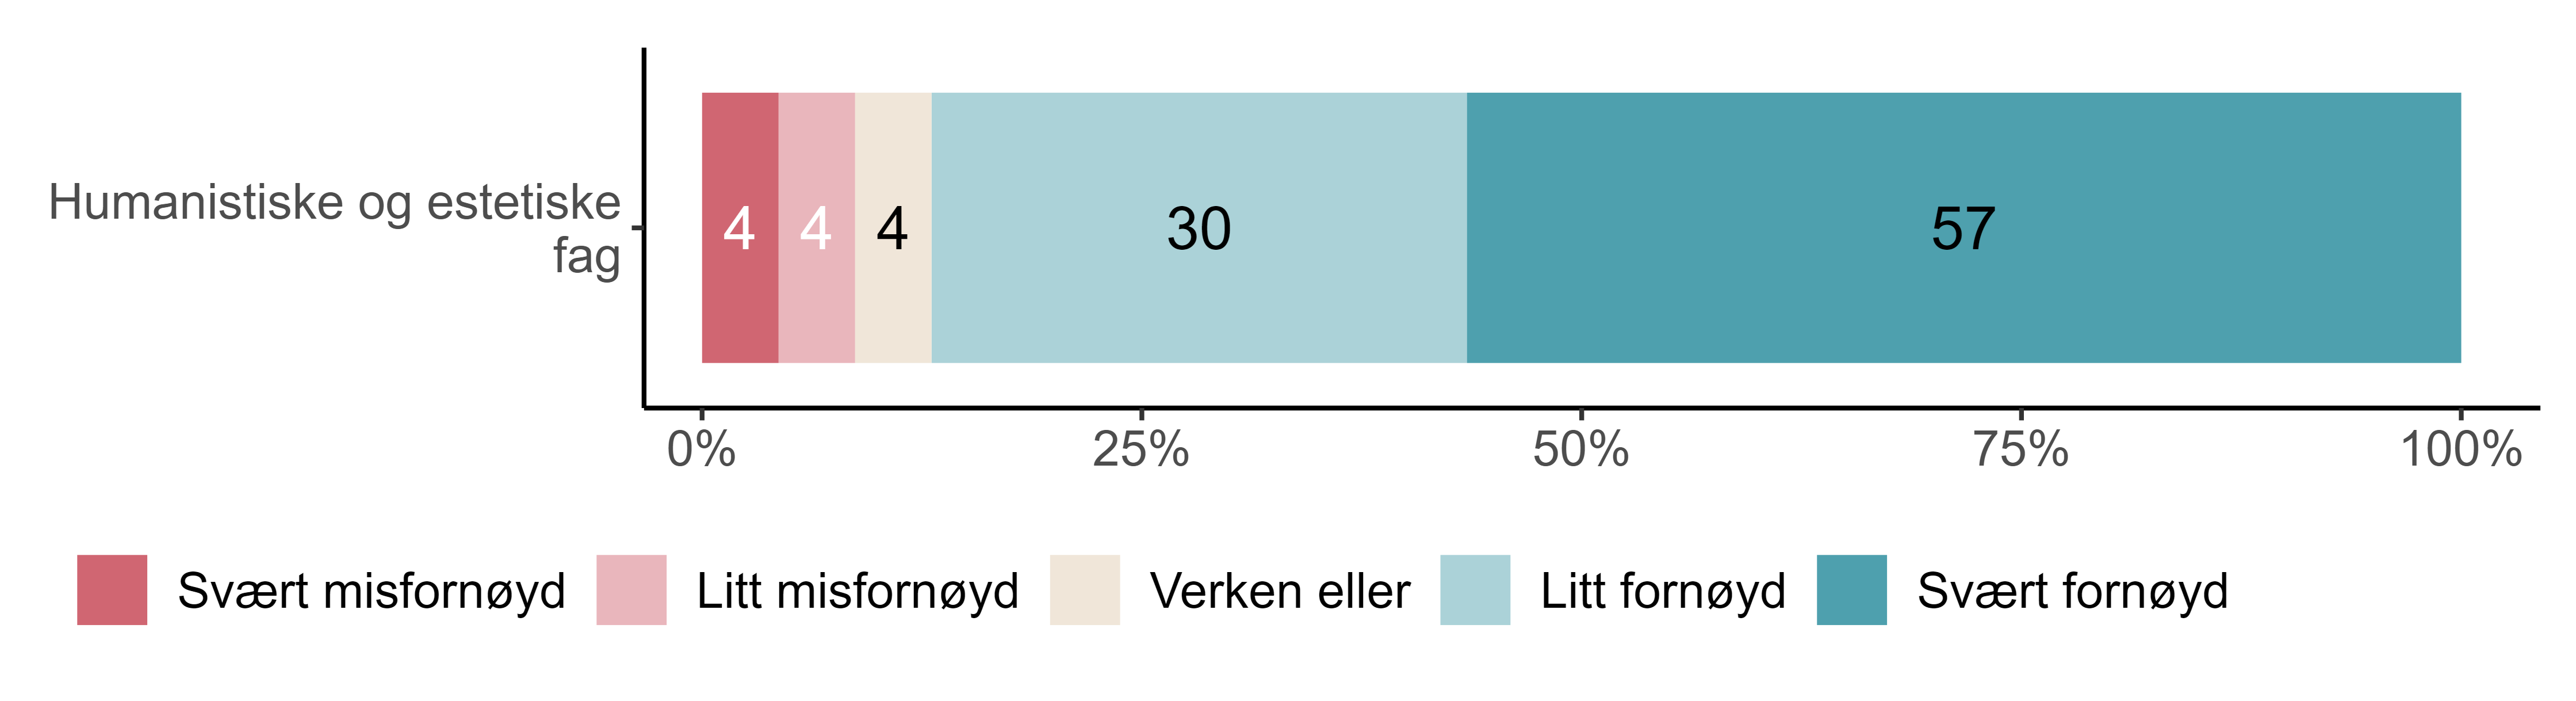 Humanistiske og estetiske
fag
4 4 4 30 57
0% 25% 50% 75% 100%
Svært misfornøyd Litt misfornøyd Verken eller Litt fornøyd Svært fornøyd